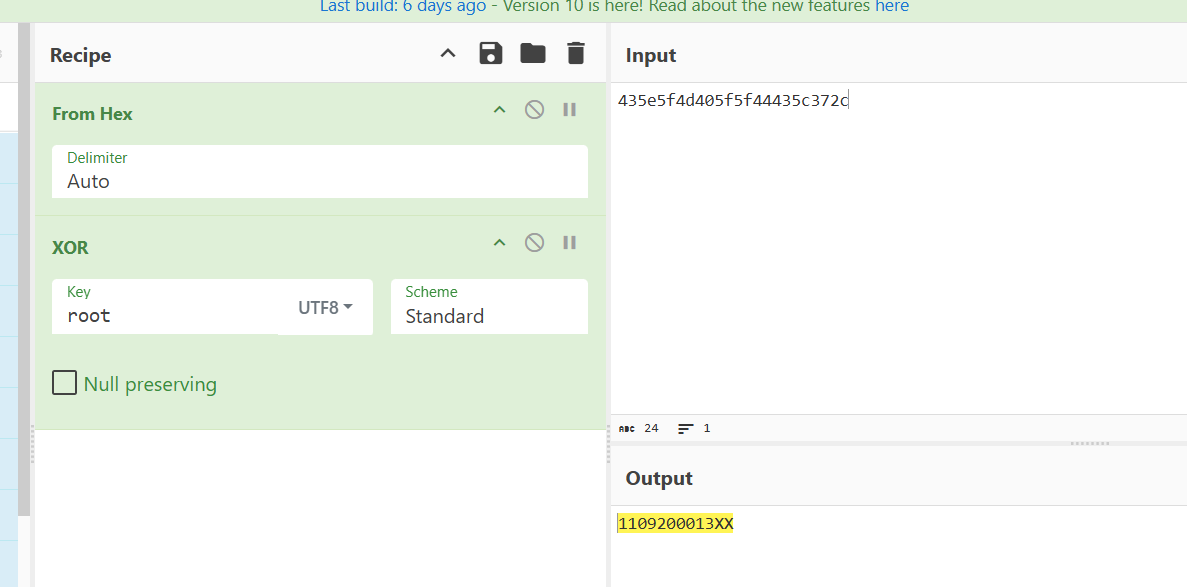 Last build: 6 days ago - Version 10 is here! Read about the new features here
Recipe
From Hex
Delimiter
Auto
XOR
Key
root
UTF8
Scheme
Standard
Null preserving
Input
435e5f4d405f5f44435c372c
ABC 24
1
Output
1109200013XX